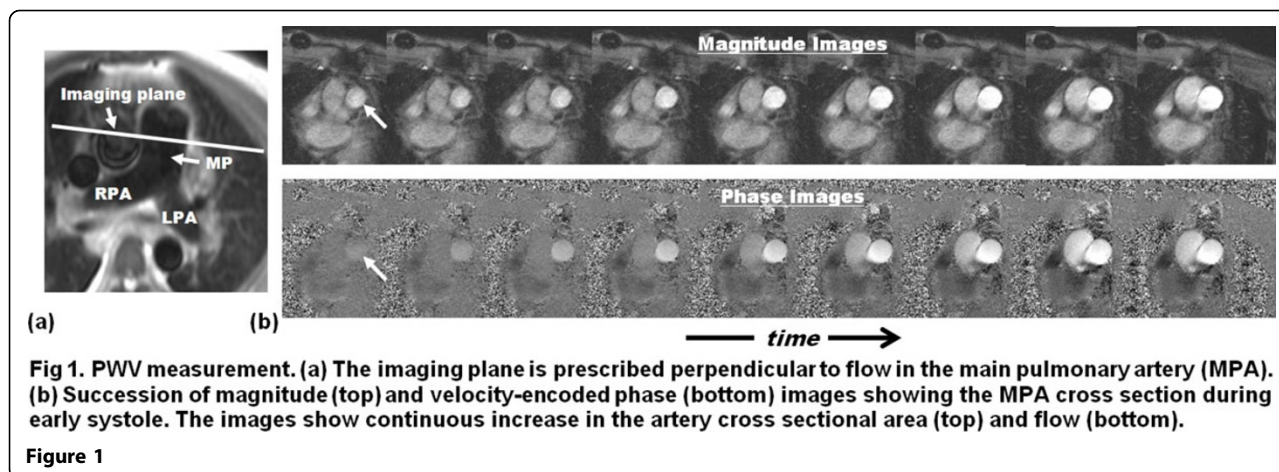 Magnitude Images
Imaging plane
MP
RPA
LPA
Phase Images
(a)
(b)
time
Fig 1. PWV measurement. (a) The imaging plane is prescribed perpendicular to flow in the main pulmonary artery (MPA).
(b) Succession of magnitude (top) and velocity-encoded phase (bottom) images showing the MPA cross section during
early systole. The images show continuous increase in the artery cross sectional area (top) and flow (bottom).
Figure 1